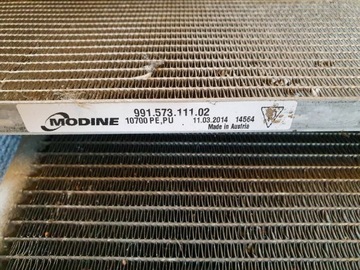 MODINE
991.573.111.02
10700 PE,PU 11.03.2014 14564
Made in Austria